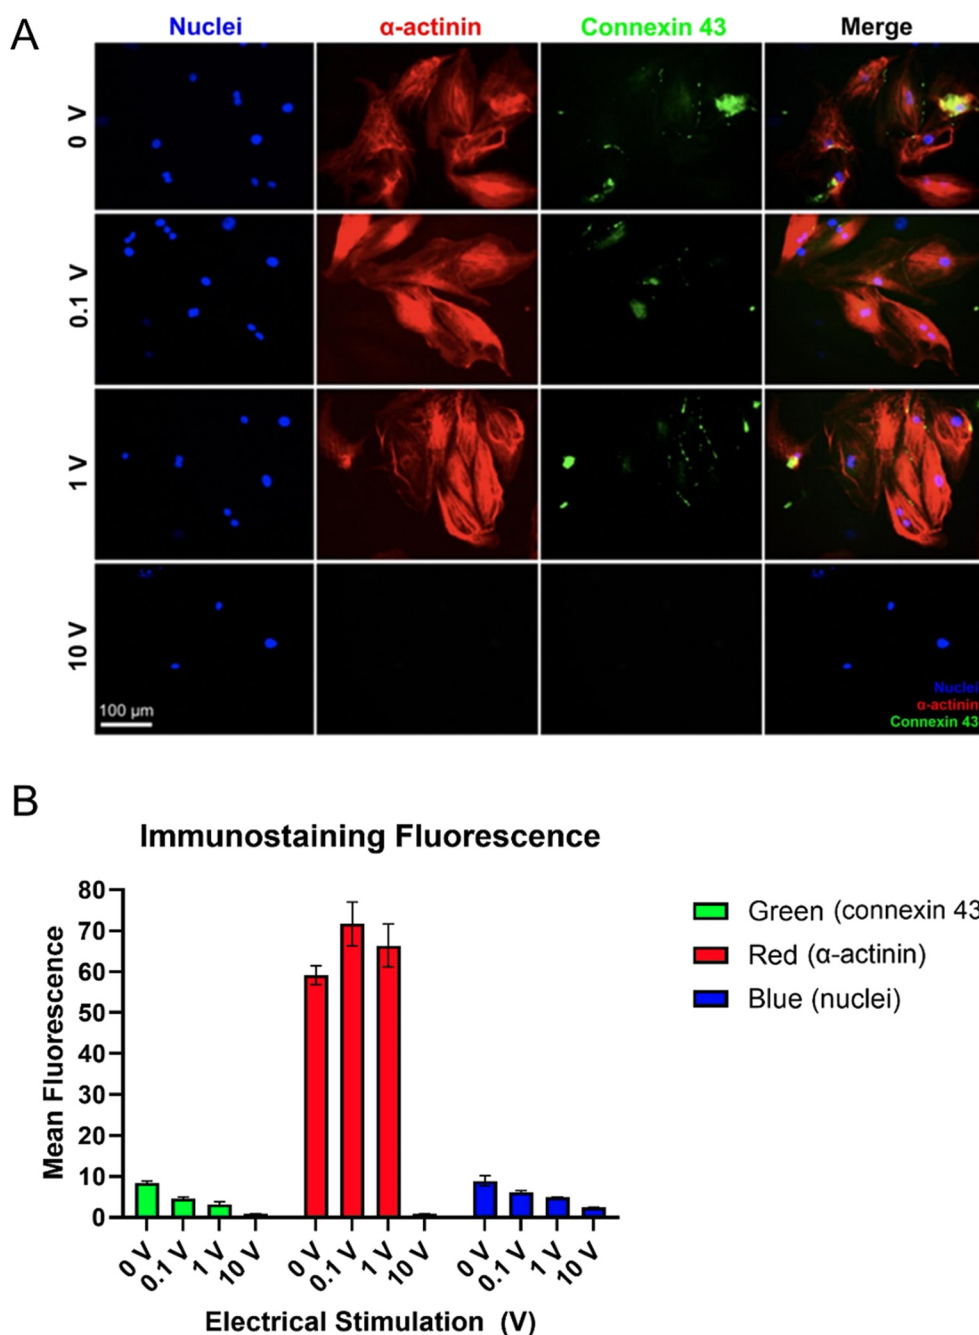 A
Nuclei α-actinin Connexin 43 Merge
0 V
0.1 V
1 V
10 V
100 μm
Nuclei
α-actinin
Connexin 43
B
Immunostaining Fluorescence
Mean Fluorescence
80
70
60
50
40
30
20
10
0
0 V 0.1 V 1 V 10 V 0 V 0.1 V 1 V 10 V 0 V 0.1 V 1 V 10 V
Electrical Stimulation (V)
Green (connexin 43
Red (α-actinin)
Blue (nuclei)